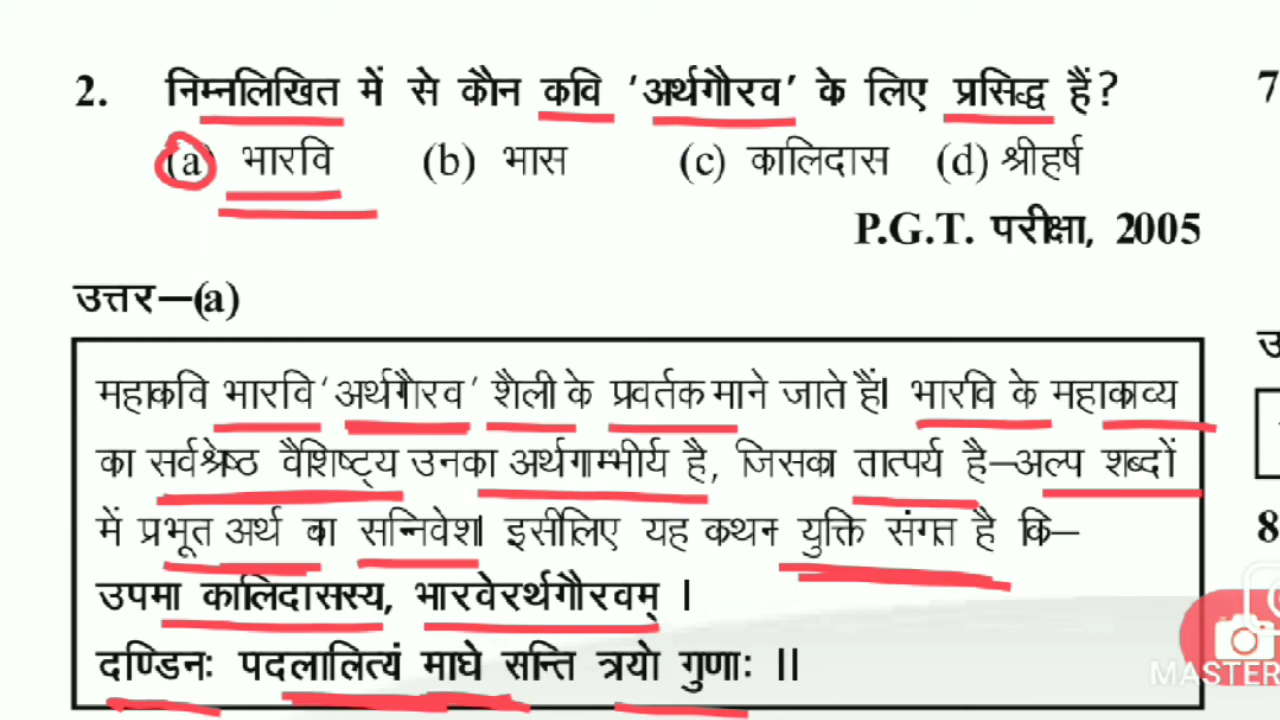 2. निम्नलिखित में से कौन कवि 'अर्थगौरव' के लिए प्रसिद्ध हैं?
7
(a) भारवि (b) भास (c) कालिदास (d) श्रीहर्ष
P.G.T. परीक्षा, 2005
उत्तर–(a)
महाकवि भारवि 'अर्थगौरव' शैली के प्रवर्तक माने जाते हैं। भारवि के महाकाव्य
का सर्वश्रेष्ठ वैशिष्ट्य उनका अर्थगाम्भीर्य है, जिसका तात्पर्य है–अल्प शब्दों
में प्रभूत अर्थ का सन्निवेश। इसीलिए यह कथन युक्ति संगत है कि–
8
उपमा कालिदासस्य, भारवेरर्थगौरवम् ।
दण्डिनः पदलालित्यं माघे सन्ति त्रयो गुणाः ।।
MASTER